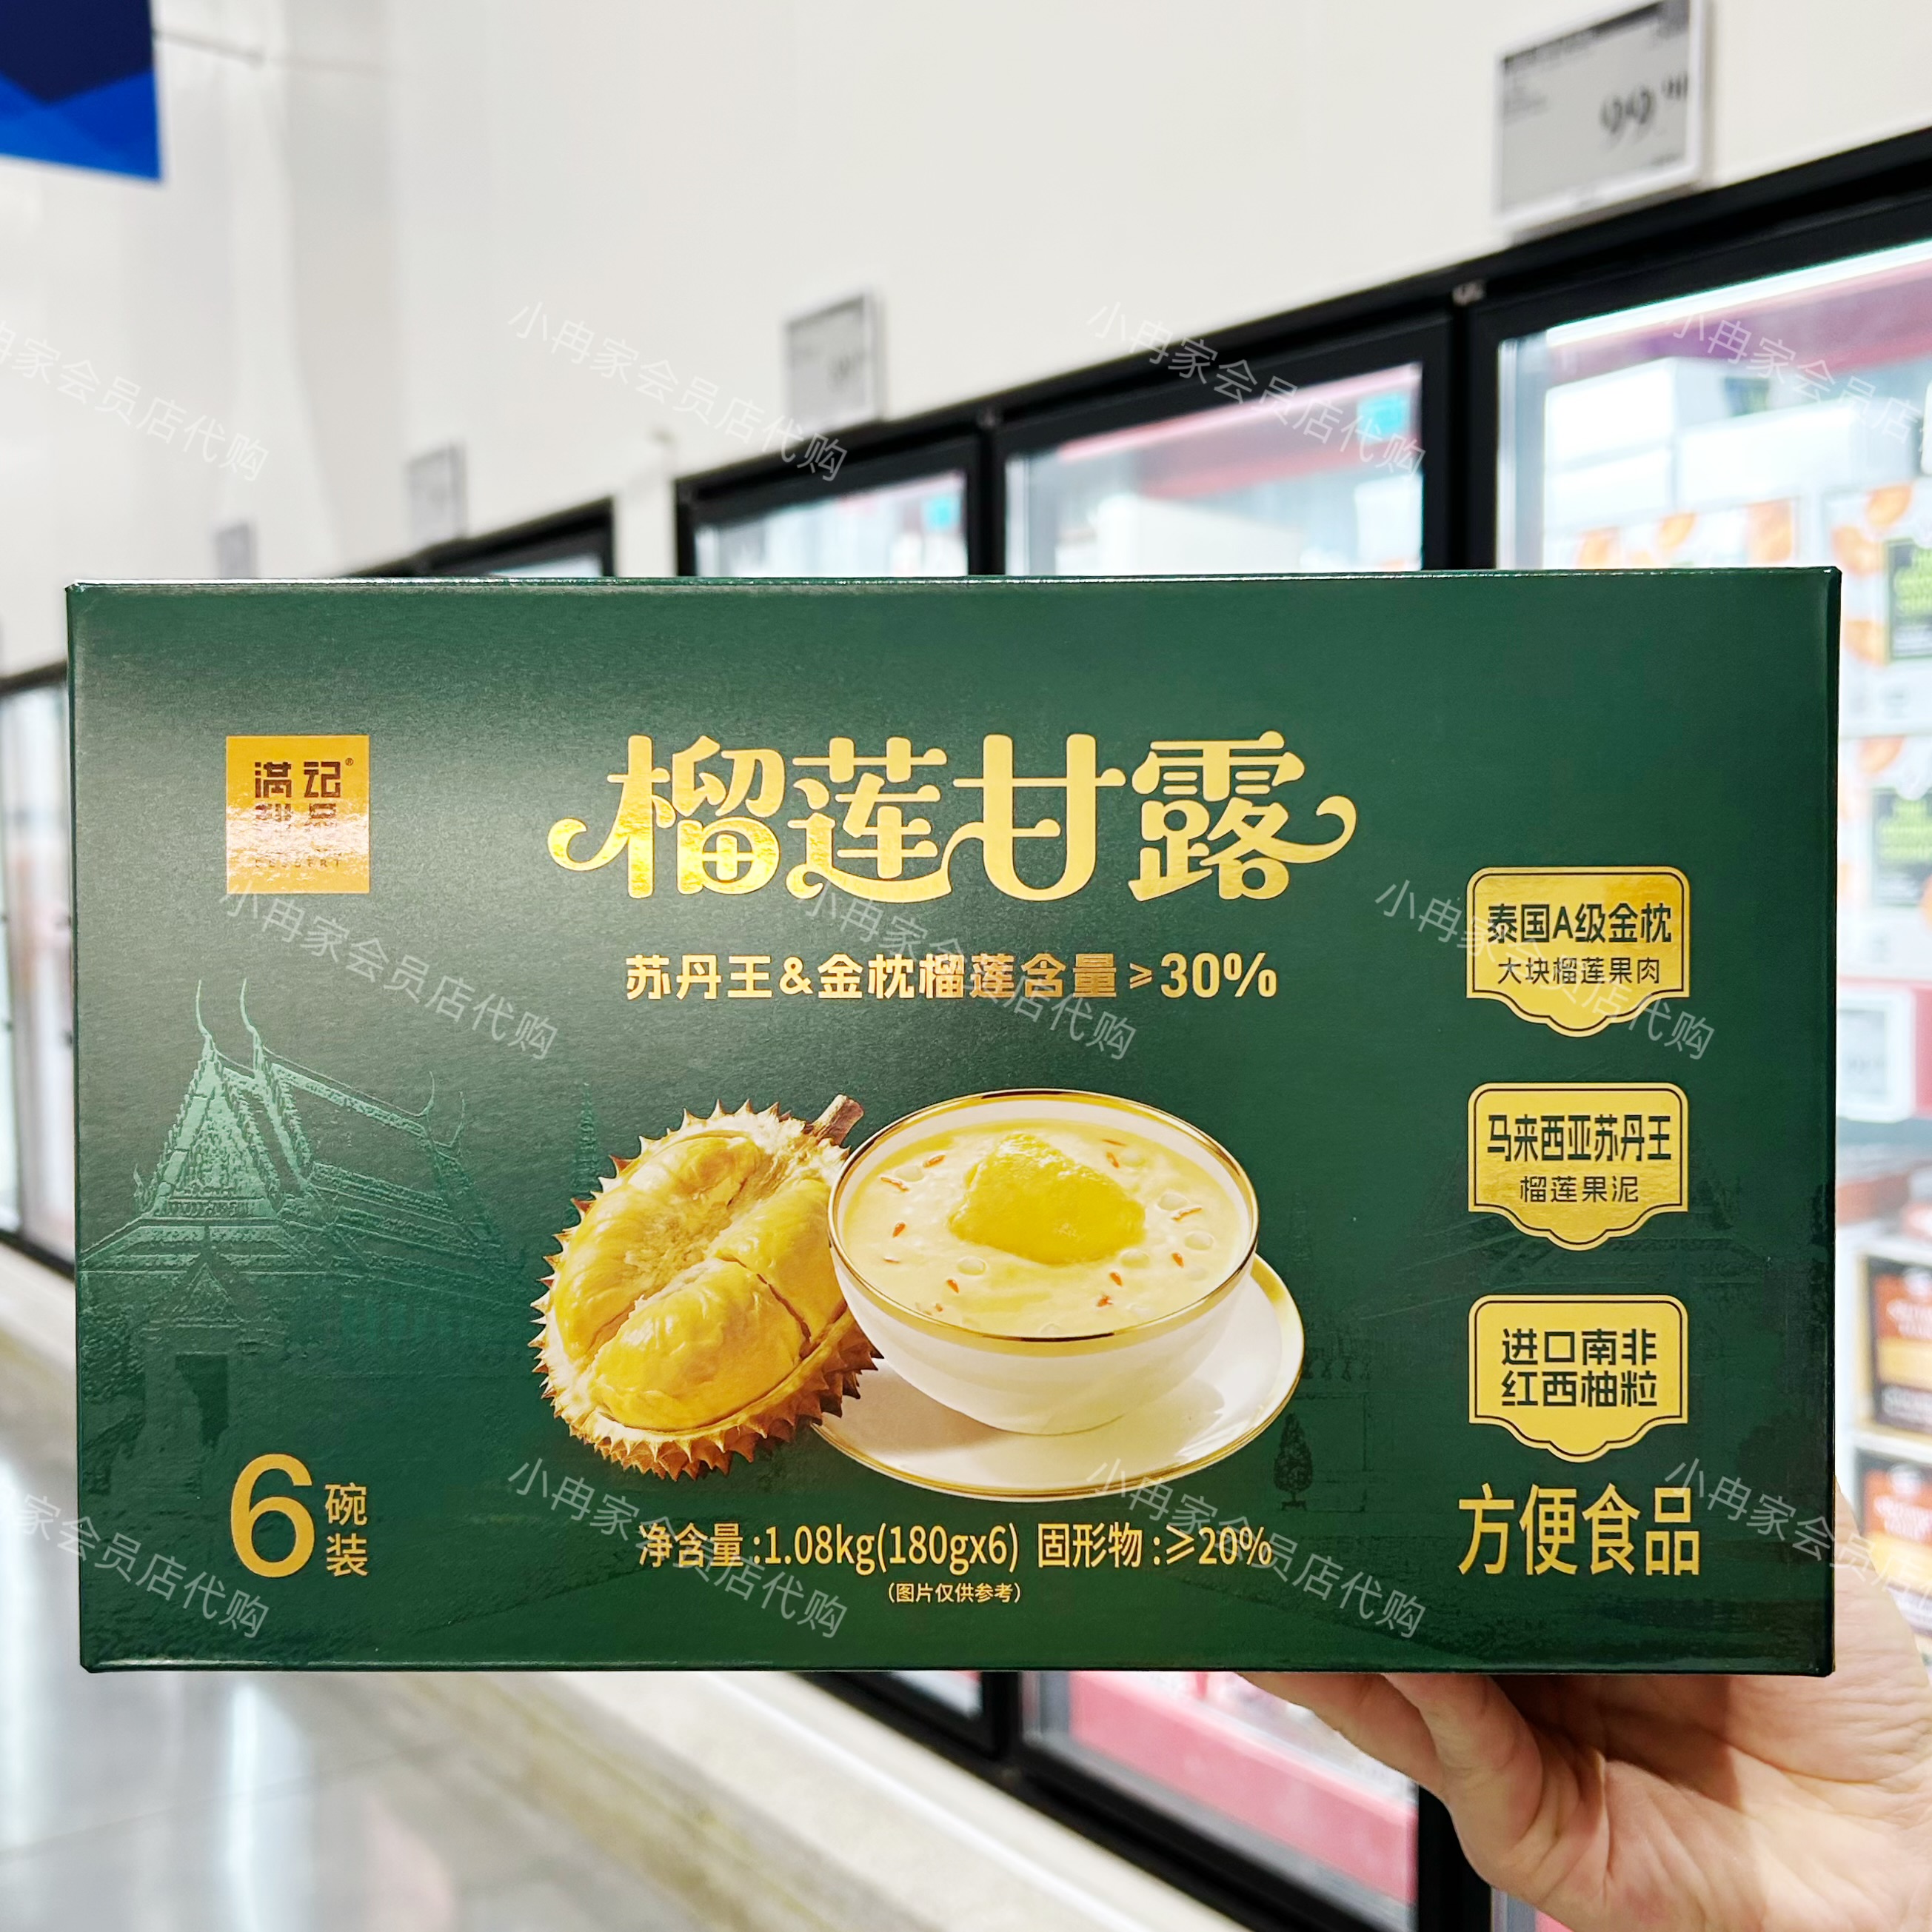 满记®
甜品
DESSERT
榴莲甘露
苏丹王&金枕榴莲含量≥30%
泰国A级金枕
大块榴莲果肉
马来西亚苏丹王
榴莲果泥
进口南非
红西柚粒
6碗装
净含量:1.08kg(180gx6) 固形物:≥20%
(图片仅供参考)
方便食品
小冉家会员店代购